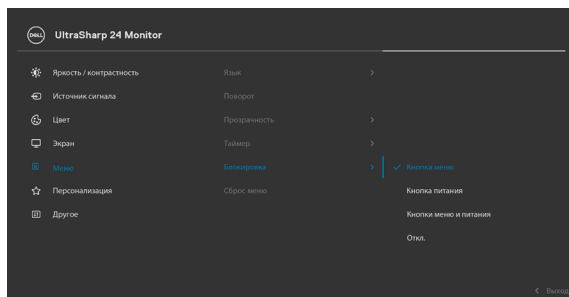 DELL UltraSharp 24 Monitor
Яркость / контрастность Язык
Источник сигнала Поворот
Цвет Прозрачность
Экран Таймер
Меню Блокировка Кнопка меню
Персонализация Сброс меню Кнопка питания
Другое Кнопки меню и питания
Откл.
Выход